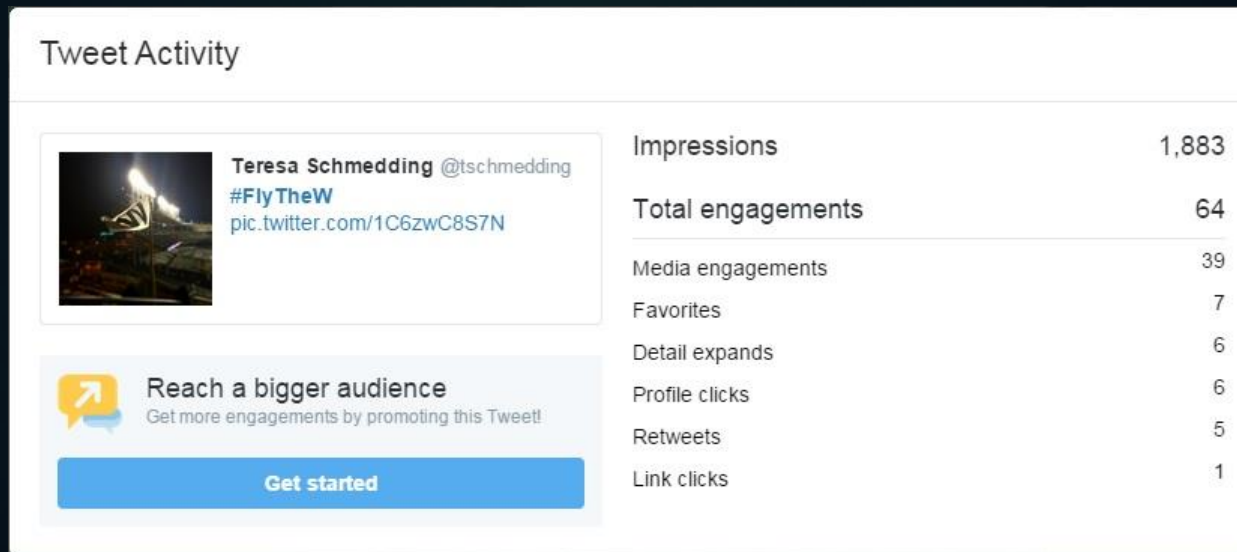 Tweet Activity
Teresa Schmedding @tschmedding
#FlyTheW
pic.twitter.com/1C6zwC8S7N
Reach a bigger audience
Get more engagements by promoting this Tweet!
Get started
Impressions 1,883
Total engagements 64
Media engagements 39
Favorites 7
Detail expands 6
Profile clicks 6
Retweets 5
Link clicks 1